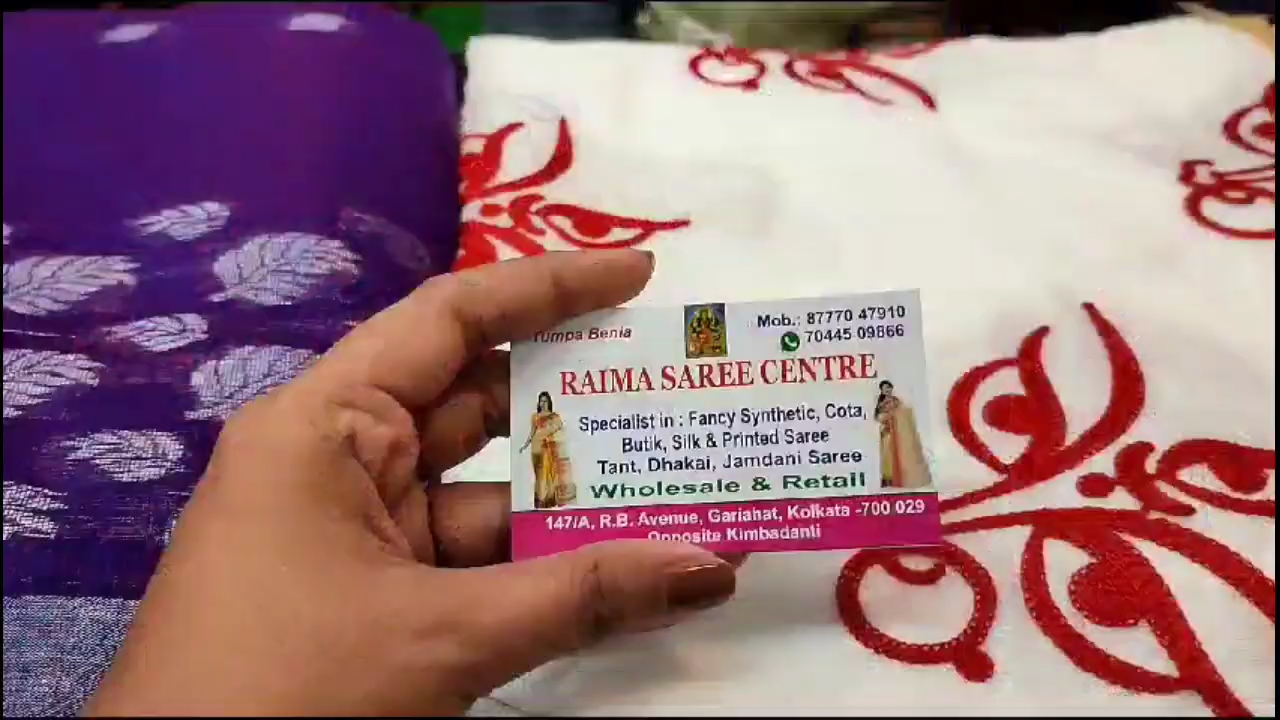 Tumpa Benia
Mob.: 87770 47910
70445 09866
RAIMA SAREE CENTRE
Specialist in : Fancy Synthetic, Cota,
Butik, Silk & Printed Saree
Tant, Dhakai, Jamdani Saree
Wholesale & Retail
147/A, R.B. Avenue, Gariahat, Kolkata -700 029
Opposite Kimbadanti